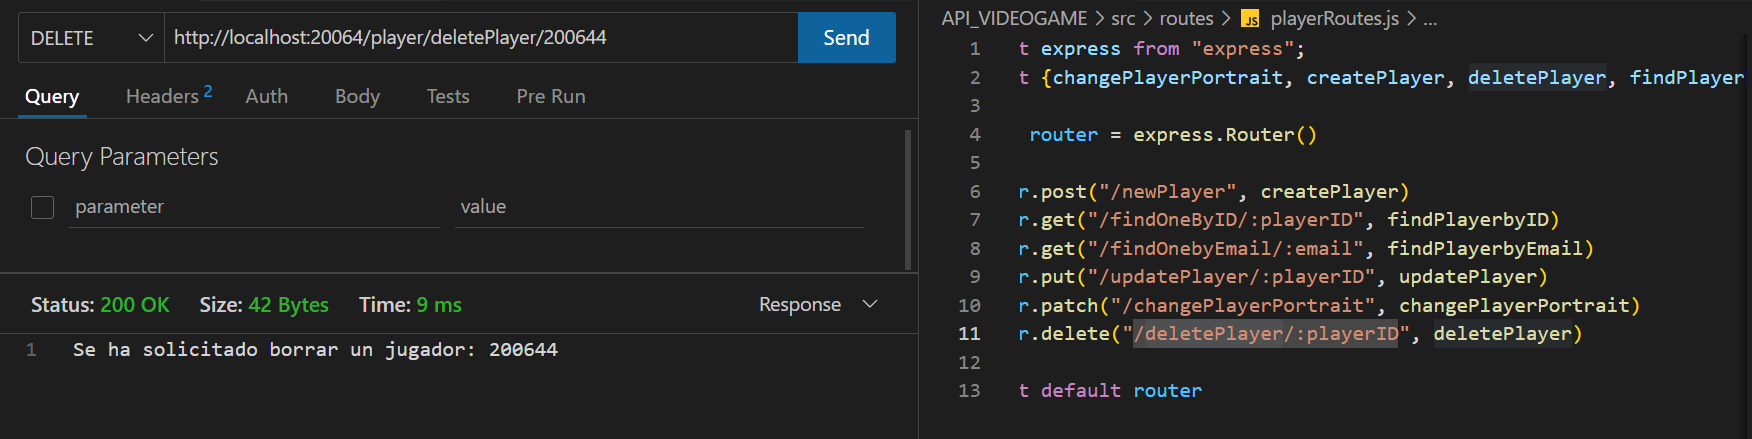 DELETE http://localhost:20064/player/deletePlayer/200644 Send
Query Headers 2 Auth Body Tests Pre Run
Query Parameters
parameter value
Status: 200 OK Size: 42 Bytes Time: 9 ms Response
1 Se ha solicitado borrar un jugador: 200644
API_VIDEOGAME > src > routes > JS playerRoutes.js > ...
1 t express from "express";
2 t {changePlayerPortrait, createPlayer, deletePlayer, findPlayer
3
4 router = express.Router()
5
6 r.post("/newPlayer", createPlayer)
7 r.get("/findOneByID/:playerID", findPlayerbyID)
8 r.get("/findOnebyEmail/:email", findPlayerbyEmail)
9 r.put("/updatePlayer/:playerID", updatePlayer)
10 r.patch("/changePlayerPortrait", changePlayerPortrait)
11 r.delete("/deletePlayer/:playerID", deletePlayer)
12
13 t default router